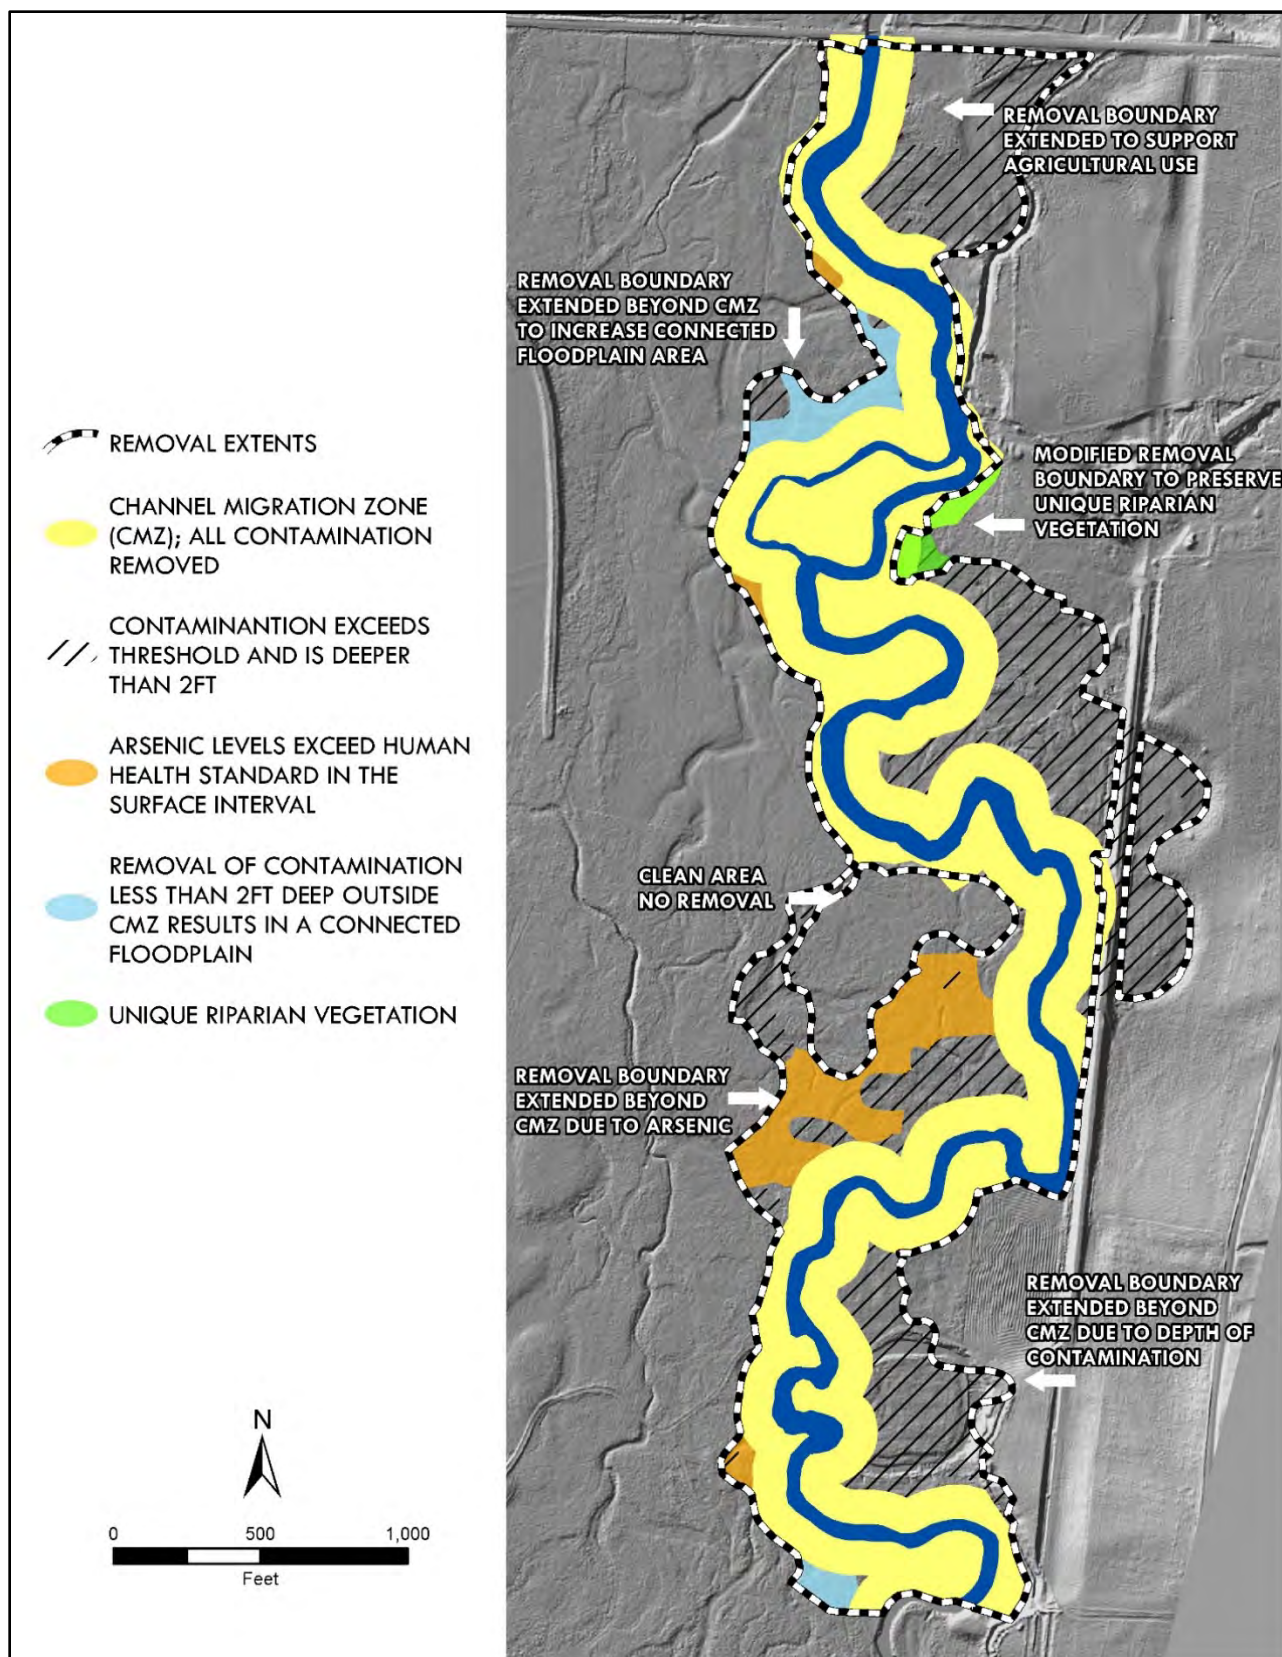 REMOVAL EXTENTS
CHANNEL MIGRATION ZONE
(CMZ); ALL CONTAMINATION
REMOVED
CONTAMINANTION EXCEEDS
THRESHOLD AND IS DEEPER
THAN 2FT
ARSENIC LEVELS EXCEED HUMAN
HEALTH STANDARD IN THE
SURFACE INTERVAL
REMOVAL OF CONTAMINATION
LESS THAN 2FT DEEP OUTSIDE
CMZ RESULTS IN A CONNECTED
FLOODPLAIN
UNIQUE RIPARIAN VEGETATION
N
0 500 1,000
Feet
REMOVAL BOUNDARY
EXTENDED TO SUPPORT
AGRICULTURAL USE
REMOVAL BOUNDARY
EXTENDED BEYOND CMZ
TO INCREASE CONNECTED
FLOODPLAIN AREA
MODIFIED REMOVAL
BOUNDARY TO PRESERVE
UNIQUE RIPARIAN
VEGETATION
CLEAN AREA
NO REMOVAL
REMOVAL BOUNDARY
EXTENDED BEYOND
CMZ DUE TO ARSENIC
REMOVAL BOUNDARY
EXTENDED BEYOND
CMZ DUE TO DEPTH OF
CONTAMINATION